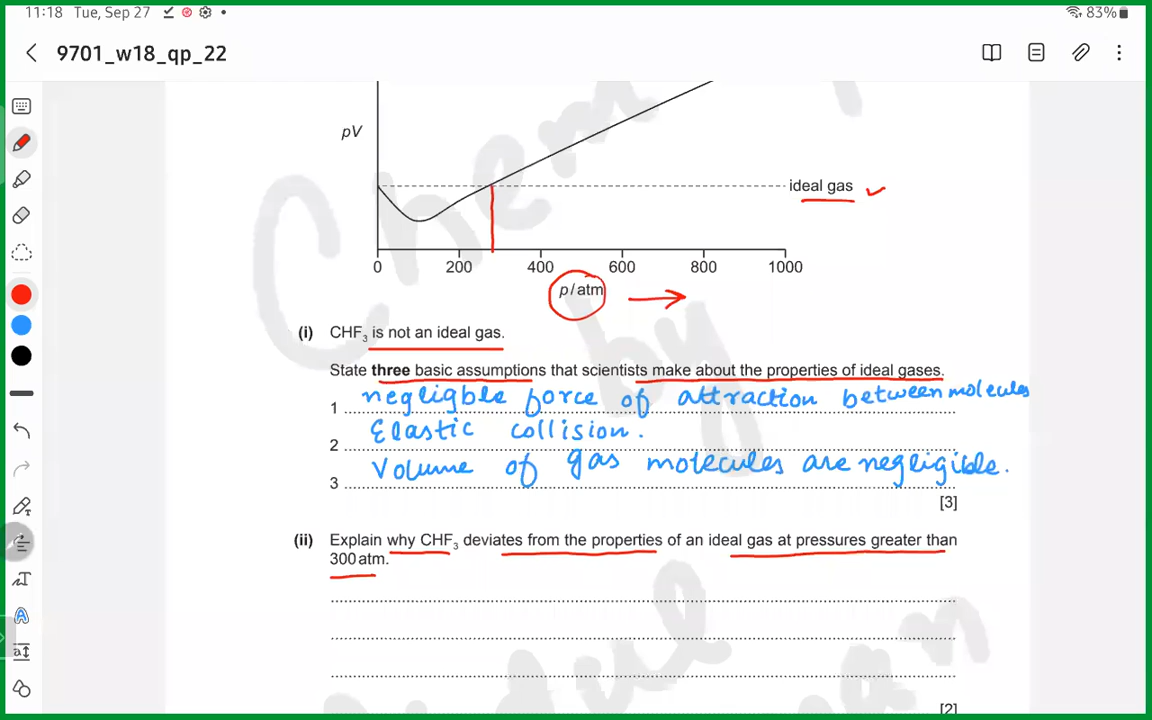 11:18 Tue, Sep 27
83%
9701_w18_qp_22
pV
ideal gas
0 200 400 600 800 1000
p/atm
(i) CHF3 is not an ideal gas.
State three basic assumptions that scientists make about the properties of ideal gases.
1 negligble force of attraction between molecules
2 Elastic collision.
3 Volume of gas molecules are negligible.
[3]
(ii) Explain why CHF3 deviates from the properties of an ideal gas at pressures greater than
300 atm.
[2]
Chem
by